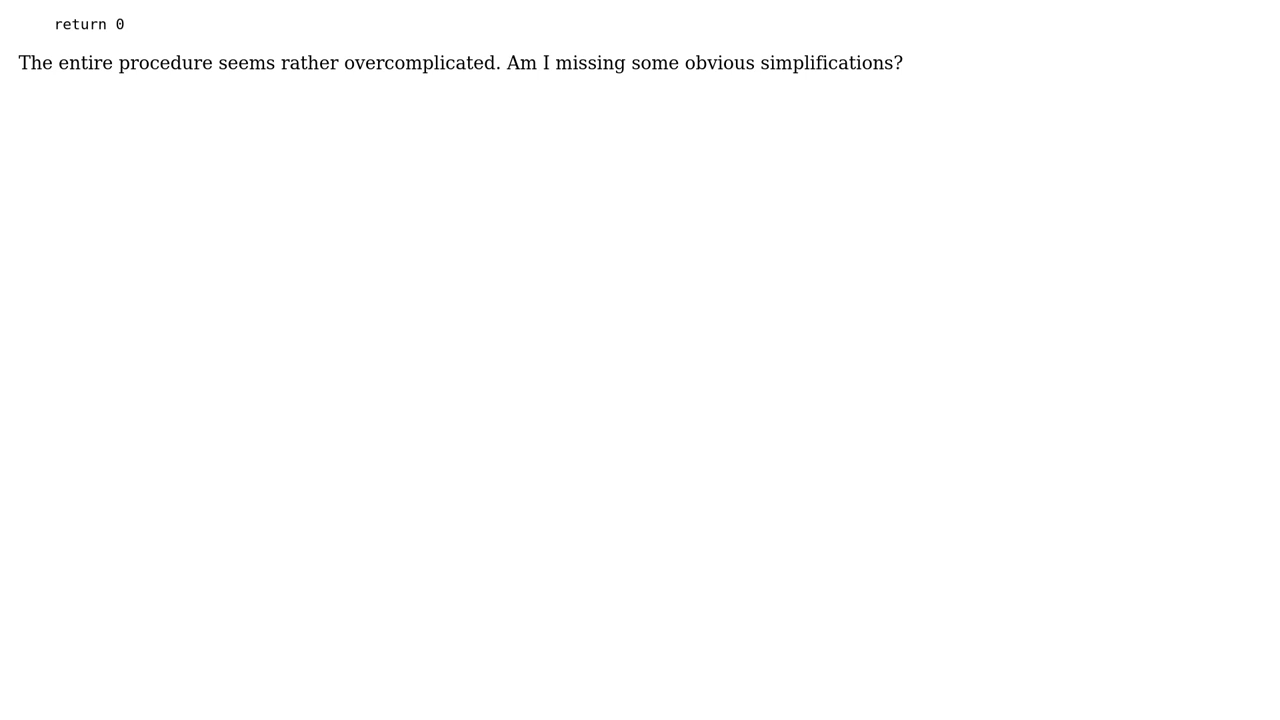 return 0
The entire procedure seems rather overcomplicated. Am I missing some obvious simplifications?